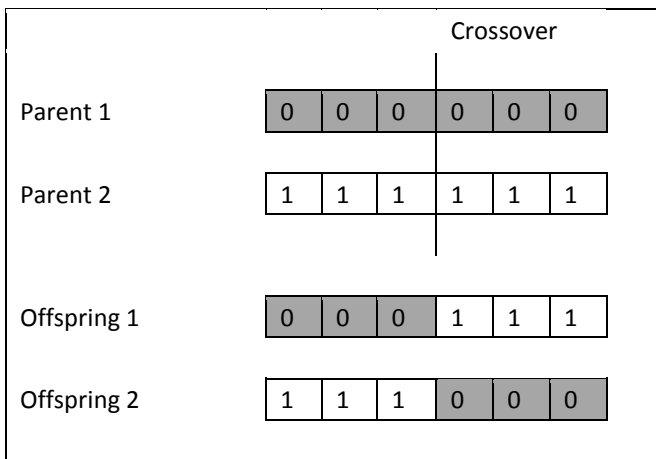 Crossover
Parent 1 0 0 0 0 0 0
Parent 2 1 1 1 1 1 1
Offspring 1 0 0 0 1 1 1
Offspring 2 1 1 1 0 0 0